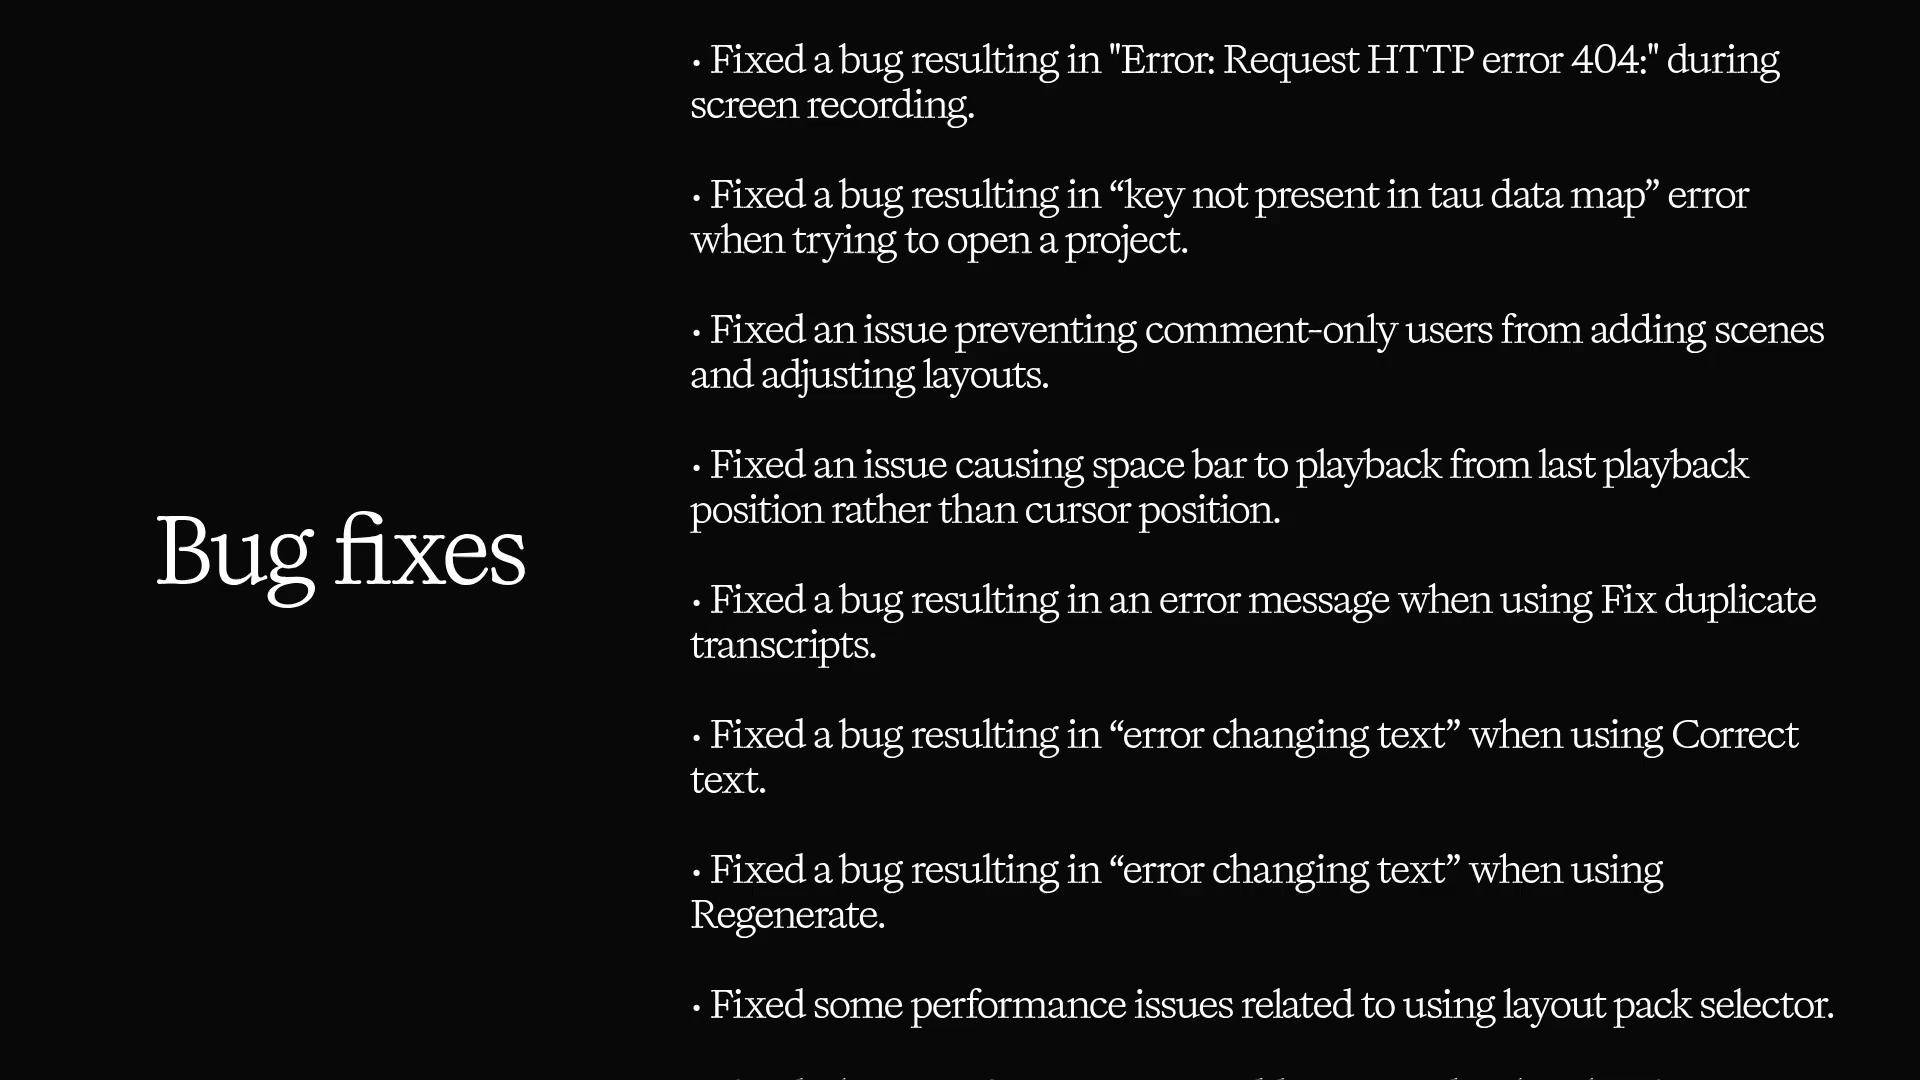 Bug fixes
· Fixed a bug resulting in "Error: Request HTTP error 404:" during
screen recording.
· Fixed a bug resulting in “key not present in tau data map” error
when trying to open a project.
· Fixed an issue preventing comment-only users from adding scenes
and adjusting layouts.
· Fixed an issue causing space bar to playback from last playback
position rather than cursor position.
· Fixed a bug resulting in an error message when using Fix duplicate
transcripts.
· Fixed a bug resulting in “error changing text” when using Correct
text.
· Fixed a bug resulting in “error changing text” when using
Regenerate.
· Fixed some performance issues related to using layout pack selector.